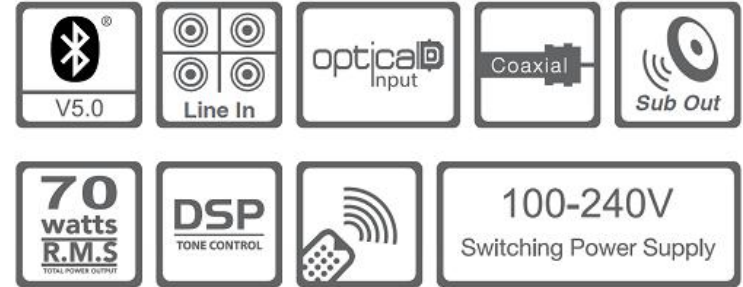 ®
V5.0
Line In
optical
Input
Coaxial
Sub Out
70
watts
R.M.S
TOTAL POWER OUTPUT
DSP
TONE CONTROL
100-240V
Switching Power Supply